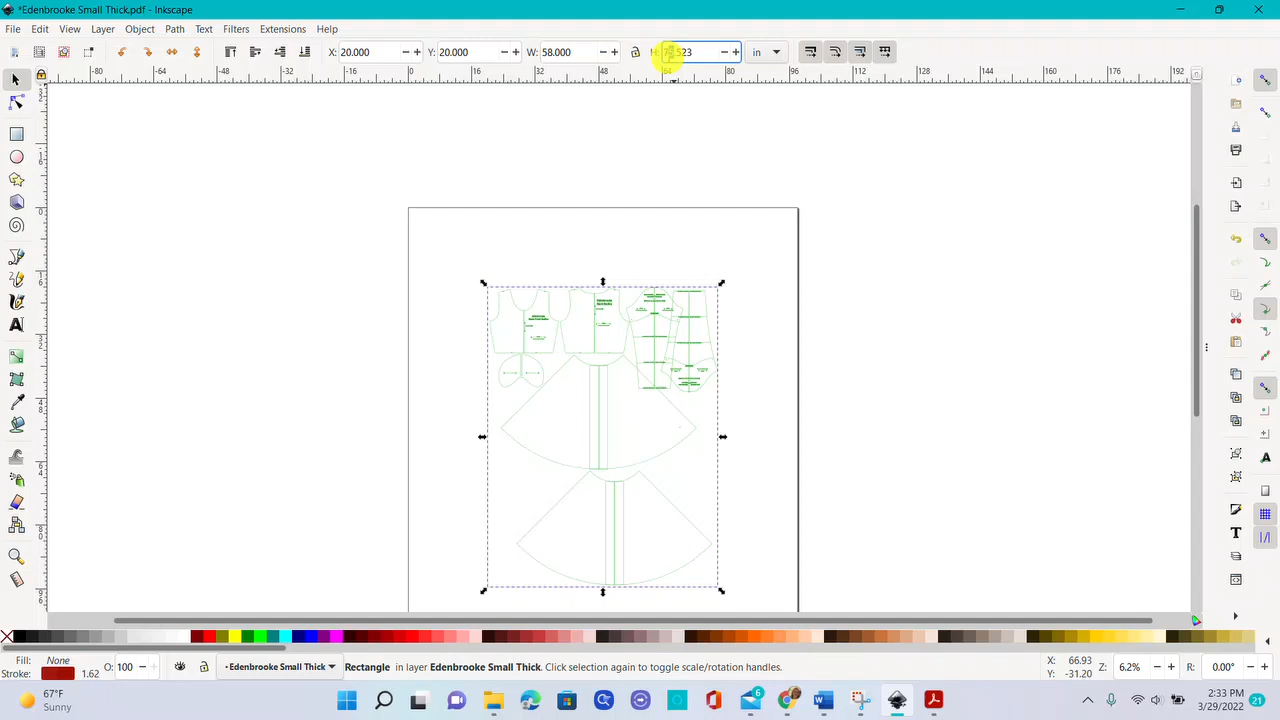 *Edenbrooke Small Thick.pdf - Inkscape
File Edit View Layer Object Path Text Filters Extensions Help
X: 20.000 Y: 20.000 W: 58.000 H: in
-80 -64 -48 -32 -16 0 16 32 48 64 80 96 112 128 144 160 176 192
Fill: None O: 100 Edenbrooke Small Thick Rectangle in layer Edenbrooke Small Thick. Click selection again to toggle scale/rotation handles. X: 66.93 Z: 6.2% R: 0.00°
Stroke: 1.62 Y: -31.20
67°F
Sunny
6
2:33 PM
3/29/2022
21